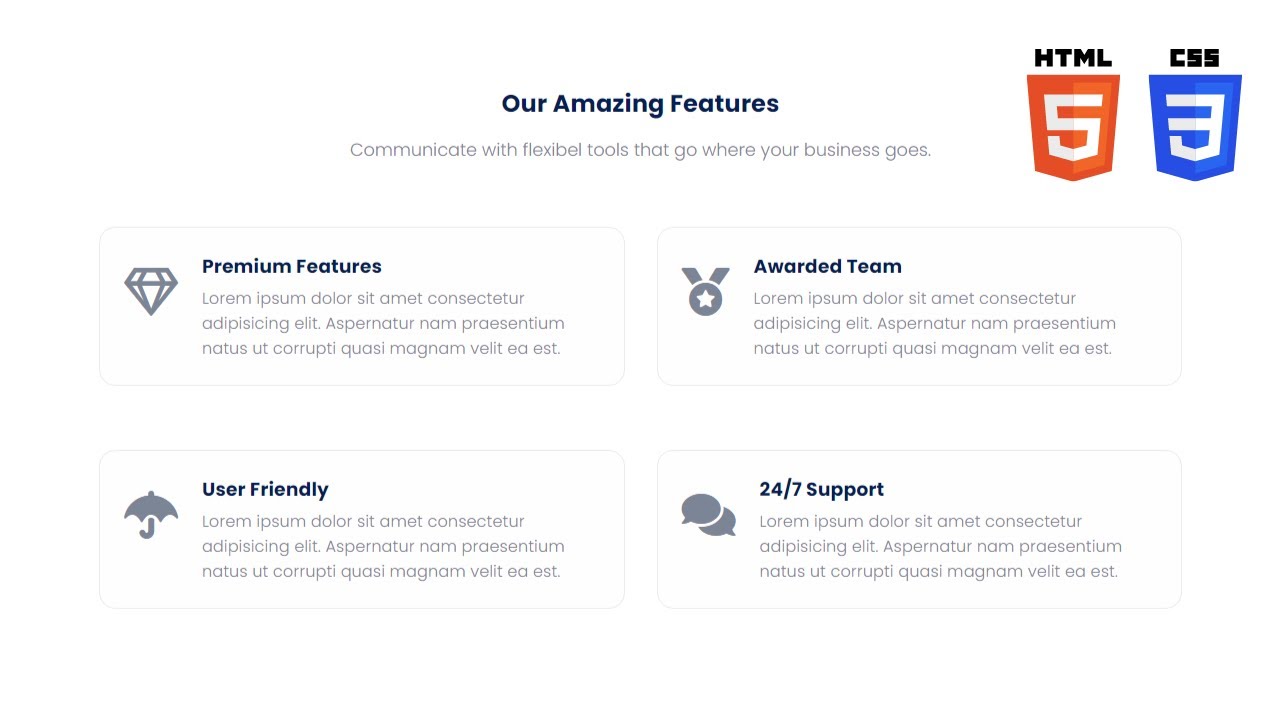 HTML CSS
Our Amazing Features
Communicate with flexibel tools that go where your business goes.
Premium Features
Lorem ipsum dolor sit amet consectetur
adipisicing elit. Aspernatur nam praesentium
natus ut corrupti quasi magnam velit ea est.
Awarded Team
Lorem ipsum dolor sit amet consectetur
adipisicing elit. Aspernatur nam praesentium
natus ut corrupti quasi magnam velit ea est.
User Friendly
Lorem ipsum dolor sit amet consectetur
adipisicing elit. Aspernatur nam praesentium
natus ut corrupti quasi magnam velit ea est.
24/7 Support
Lorem ipsum dolor sit amet consectetur
adipisicing elit. Aspernatur nam praesentium
natus ut corrupti quasi magnam velit ea est.